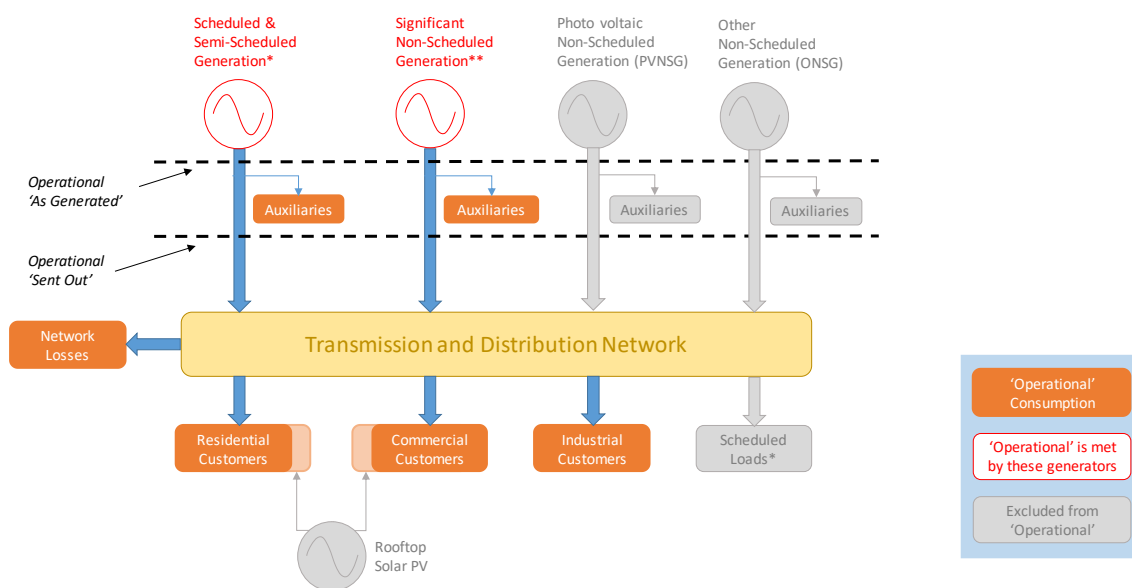 Scheduled &
Semi-Scheduled
Generation*
Significant
Non-Scheduled
Generation**
Photo voltaic
Non-Scheduled
Generation (PVNSG)
Other
Non-Scheduled
Generation (ONSG)
Operational
‘As Generated’
Auxiliaries
Auxiliaries
Auxiliaries
Auxiliaries
Operational
‘Sent Out’
Network
Losses
Transmission and Distribution Network
Residential
Customers
Commercial
Customers
Industrial
Customers
Scheduled
Loads*
Rooftop
Solar PV
‘Operational’
Consumption
‘Operational’ is met
by these generators
Excluded from
‘Operational’